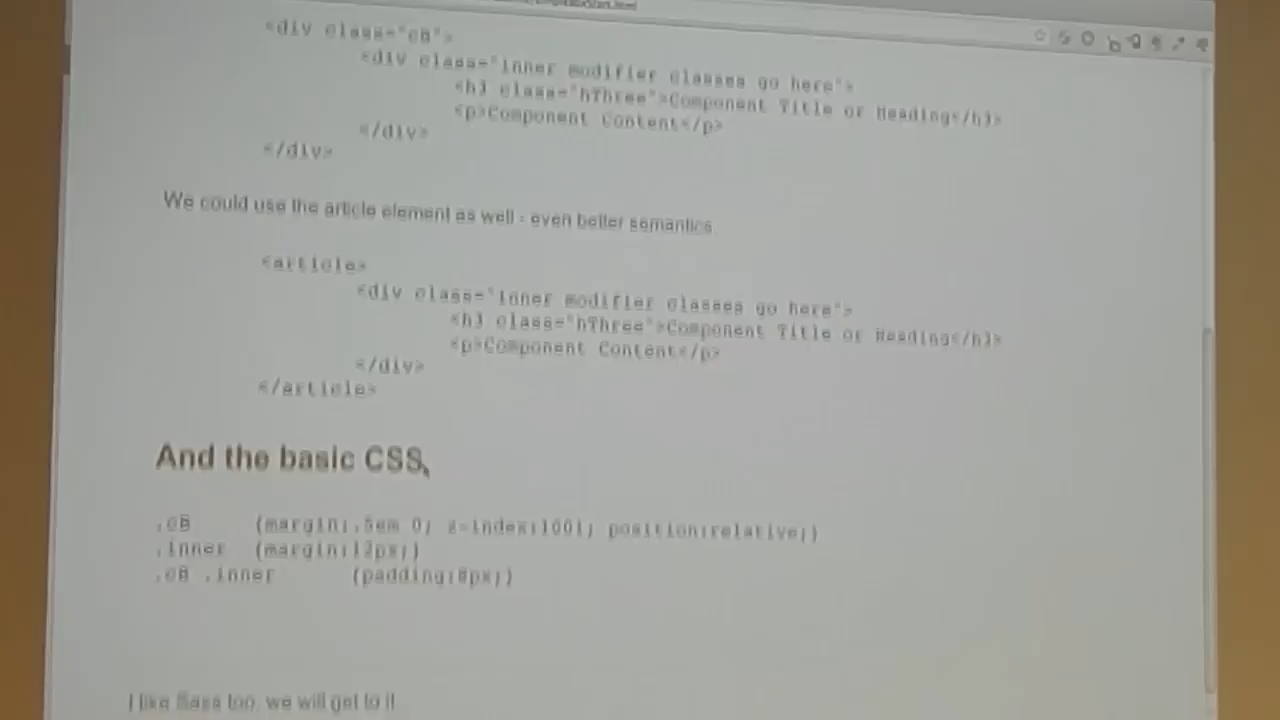 <div class="cB">
<div class="inner modifier classes go here">
<h3 class="hThree">Component Title or Heading</h3>
<p>Component Content</p>
</div>
</div>
We could use the article element as well - even better semantics
<article>
<div class="inner modifier classes go here">
<h3 class="hThree">Component Title or Heading</h3>
<p>Component Content</p>
</div>
</article>
And the basic CSS
.cB {margin:.5em 0; z-index:1001; position:relative;}
.inner {margin:12px;}
.cB .inner {padding:8px;}
I like Sass too, we will get to it